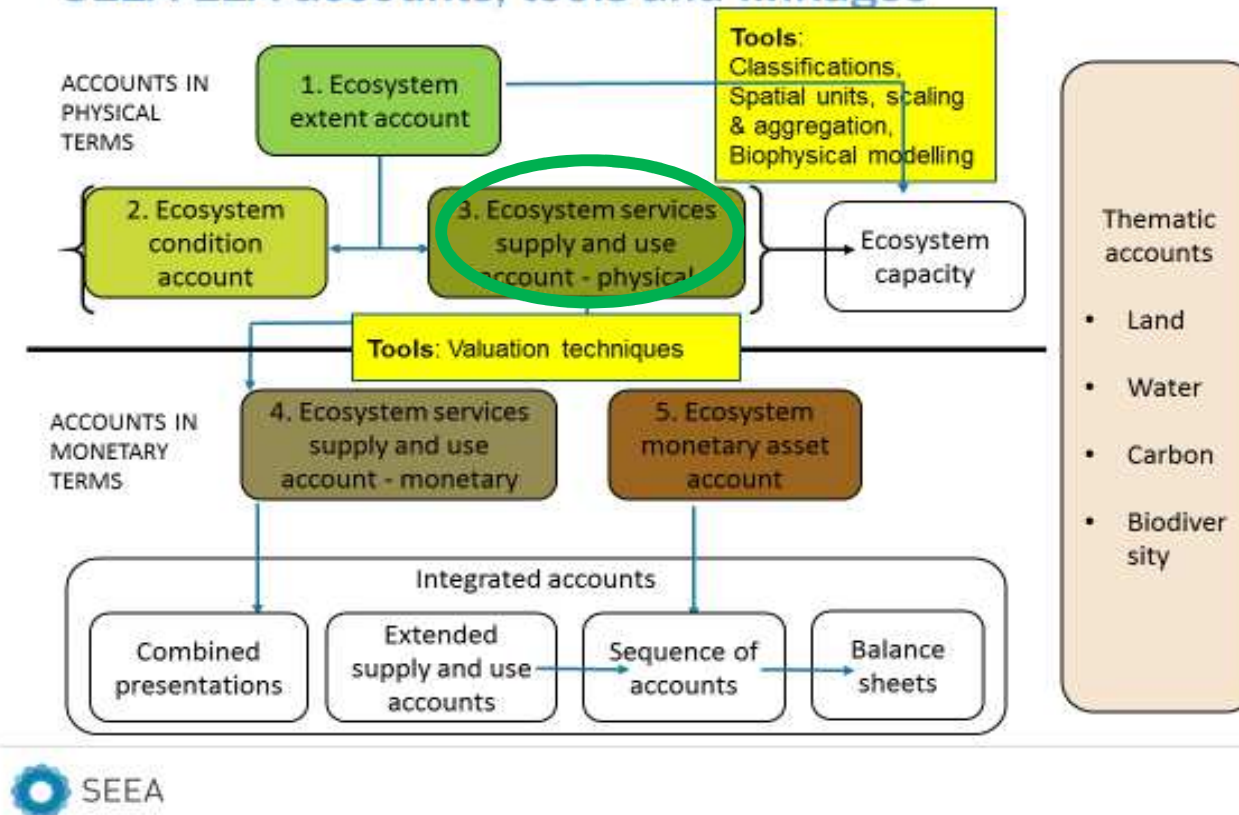 ACCOUNTS IN
PHYSICAL
TERMS
1. Ecosystem
extent account
Tools:
Classifications,
Spatial units, scaling
& aggregation,
Biophysical modelling
2. Ecosystem
condition
account
3. Ecosystem services
supply and use
account - physical
Ecosystem
capacity
Thematic
accounts
• Land
• Water
• Carbon
• Biodiver
sity
Tools: Valuation techniques
ACCOUNTS IN
MONETARY
TERMS
4. Ecosystem services
supply and use
account - monetary
5. Ecosystem
monetary asset
account
Integrated accounts
Combined
presentations
Extended
supply and use
accounts
Sequence of
accounts
Balance
sheets
SEEA